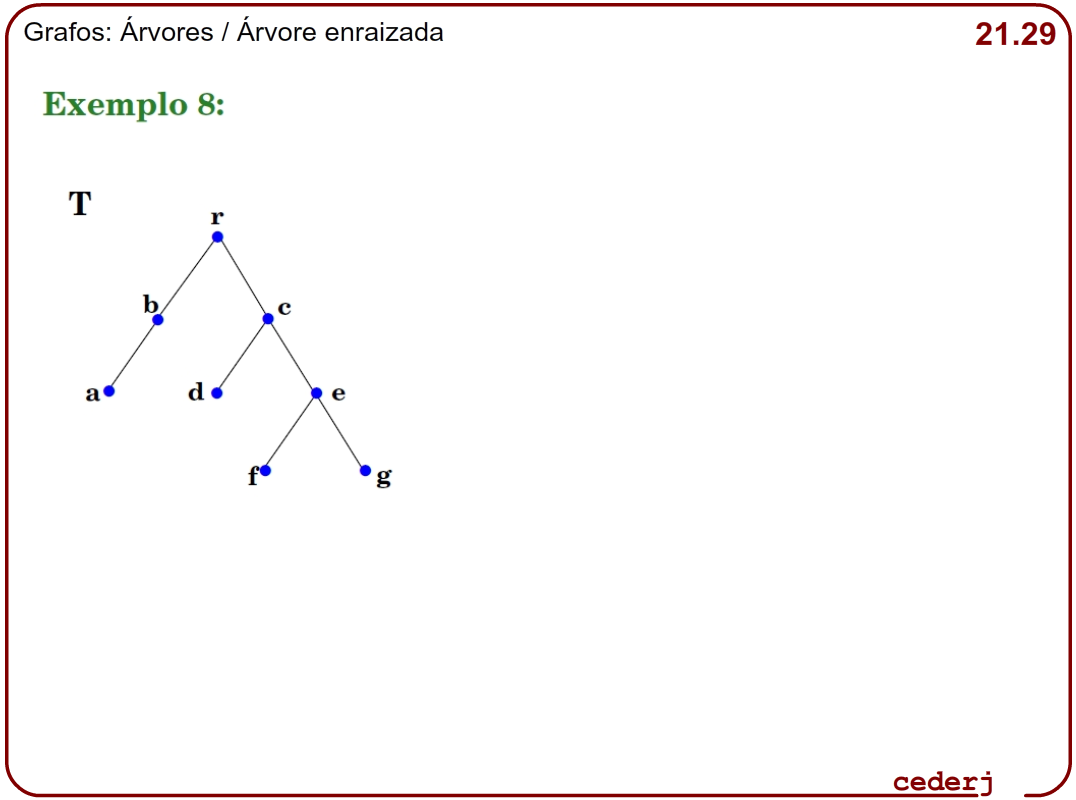 Grafos: Árvores / Árvore enraizada
21.29
Exemplo 8:
T
r
b
c
a
d
e
f
g
cederj